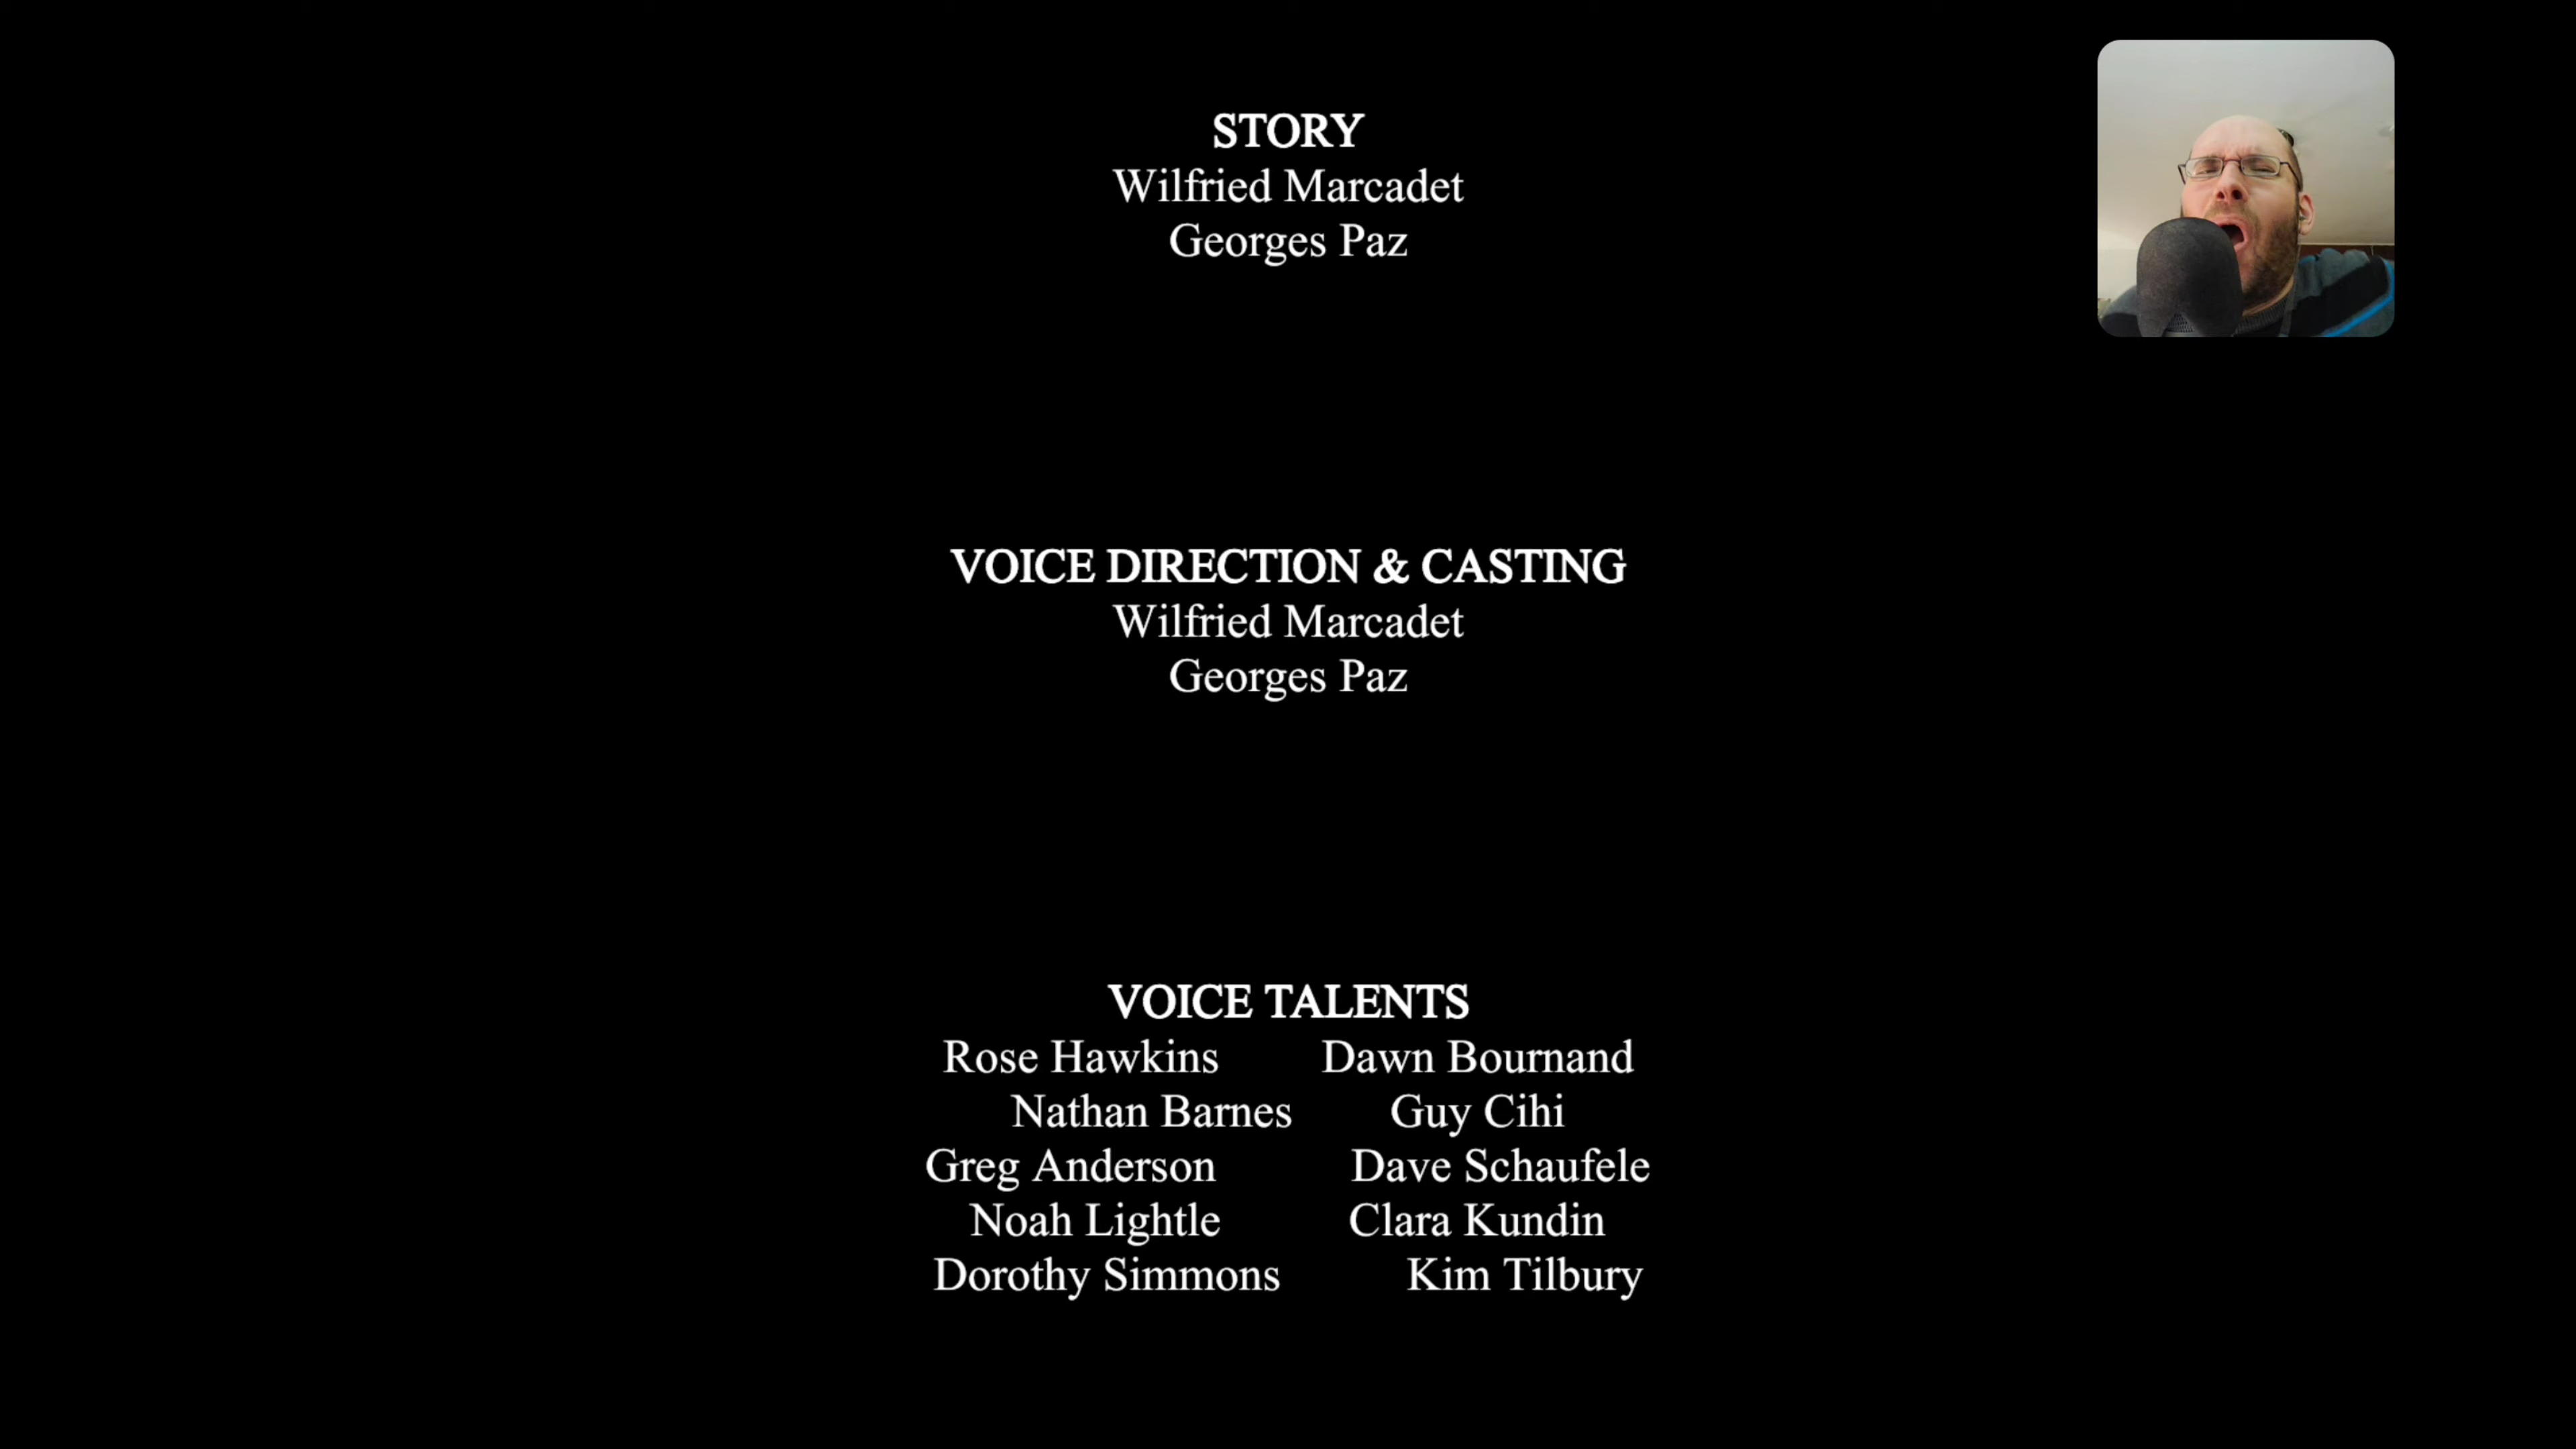 STORY
Wilfried Marcadet
Georges Paz
VOICE DIRECTION & CASTING
Wilfried Marcadet
Georges Paz
VOICE TALENTS
Rose Hawkins Dawn Bournand
Nathan Barnes Guy Cihi
Greg Anderson Dave Schaufele
Noah Lightle Clara Kundin
Dorothy Simmons Kim Tilbury